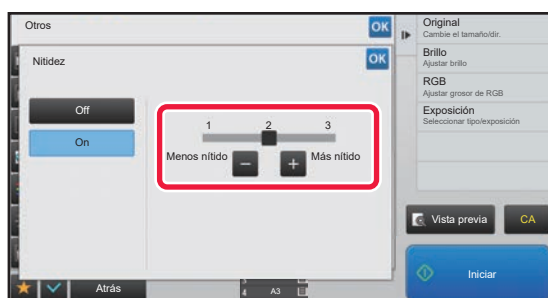 Otros
OK
Nitidez
OK
Off
On
1 2 3
Menos nítido
Más nítido
Atrás
A3
4
Original
Cambie el tamaño/dir.
Brillo
Ajustar brillo
RGB
Ajustar grosor de RGB
Exposición
Seleccionar tipo/exposición
Vista previa
CA
Iniciar